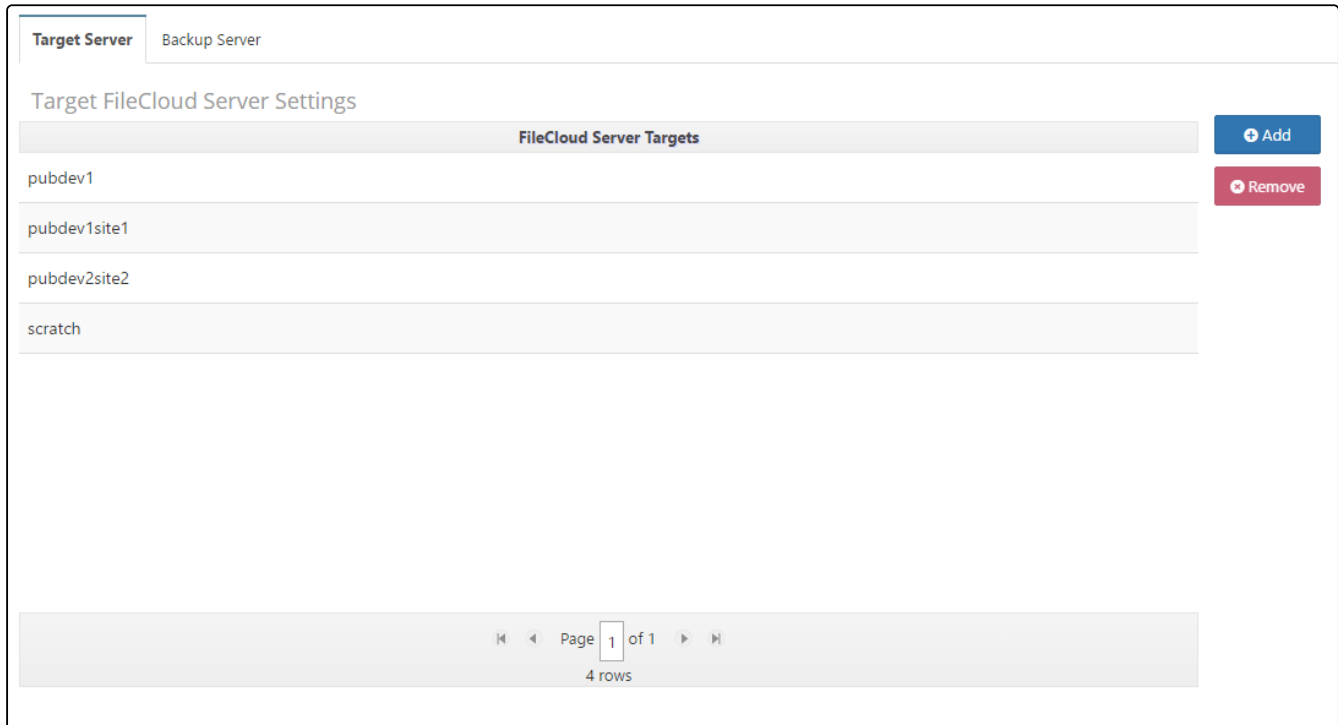 Target Server Backup Server
Target FileCloud Server Settings
FileCloud Server Targets
Add
pubdev1
Remove
pubdev1site1
pubdev2site2
scratch
Page 1 of 1
4 rows